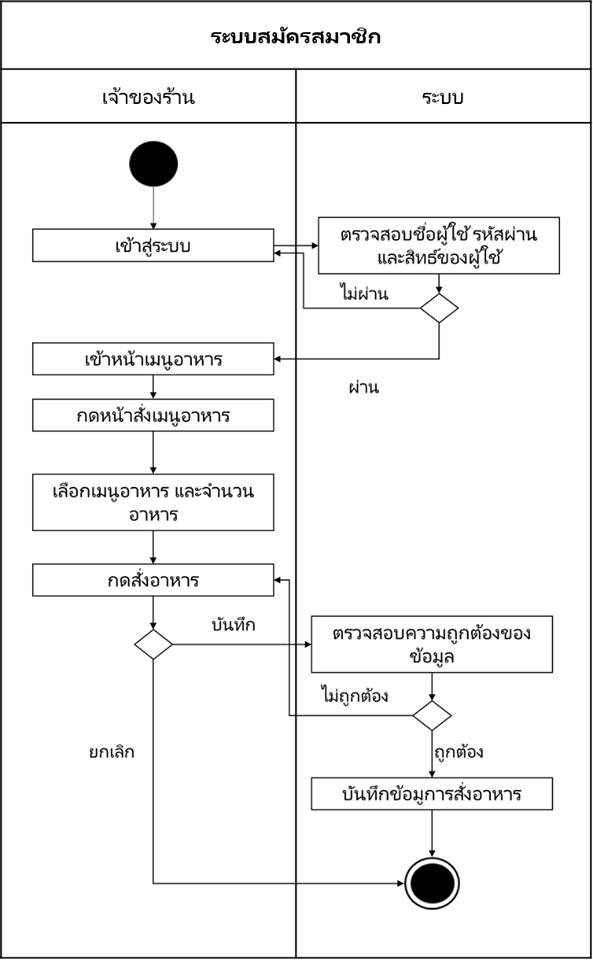 ระบบสมัครสมาชิก
เจ้าของร้าน
ระบบ
เข้าสู่ระบบ
ตรวจสอบชื่อผู้ใช้ รหัสผ่าน
และสิทธ์ของผู้ใช้
ไม่ผ่าน
เข้าหน้าเมนูอาหาร
ผ่าน
กดหน้าสั่งเมนูอาหาร
เลือกเมนูอาหาร และจำนวน
อาหาร
กดสั่งอาหาร
บันทึก
ตรวจสอบความถูกต้องของ
ข้อมูล
ไม่ถูกต้อง
ยกเลิก
ถูกต้อง
บันทึกข้อมูการสั่งอาหาร